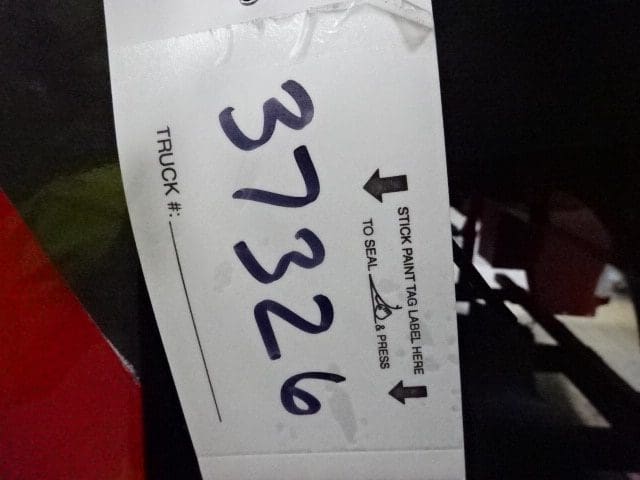 STICK PAINT TAG LABEL HERE
TO SEAL & PRESS
37326
TRUCK #: